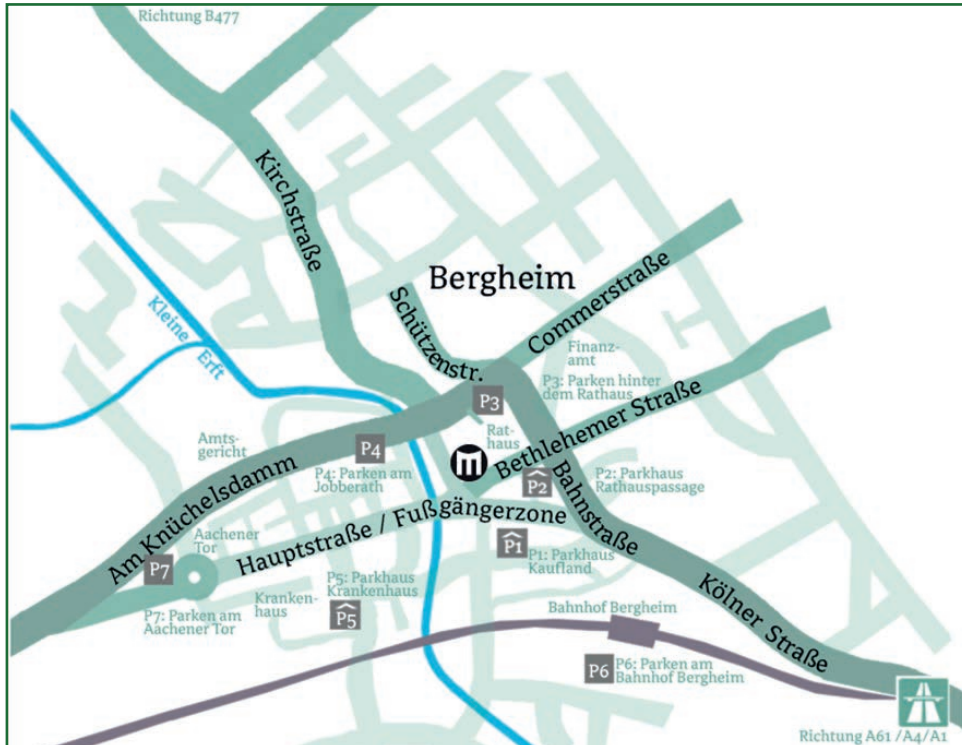 Richtung B477
Kirchstraße
Bergheim
Kleine
Erft
Schützenstr.
Commerstraße
Finanz-
amt
P3: Parken hinter
dem Rathaus
P3
Rat-
haus
Bethlehemer Straße
Amts-
gericht
P4
P4: Parken am
Jobberath
P2
P2: Parkhaus
Rathauspassage
Am Knüchelsdamm
Hauptstraße / Fußgängerzone
Bahnstraße
P1
P1: Parkhaus
Kaufland
Aachener
Tor
P7
P7: Parken am
Aachener Tor
Kranken-
haus
P5: Parkhaus
Krankenhaus
P5
Kölner Straße
Bahnhof Bergheim
P6
P6: Parken am
Bahnhof Bergheim
Richtung A61 /A4/A1